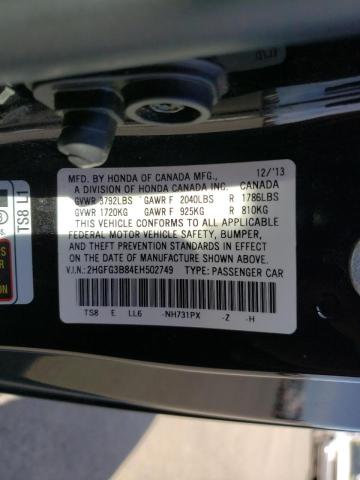 MFD. BY HONDA OF CANADA MFG., 12/'13
A DIVISION OF HONDA CANADA INC. CANADA
GVWR 3792LBS GAWR F 2040LBS R 1786LBS
GVWR 1720KG GAWR F 925KG R 810KG
THIS VEHICLE CONFORMS TO ALL APPLICABLE
FEDERAL MOTOR VEHICLE SAFETY, BUMPER,
AND THEFT PREVENTION STANDARDS IN EFFECT
ON THE DATE OF MANUFACTURE SHOWN ABOVE.
V.I.N.: 2HGFG3B84EH502749 TYPE: PASSENGER CAR
TS8 E LL6 -NH731PX -Z -H
TS8 L1